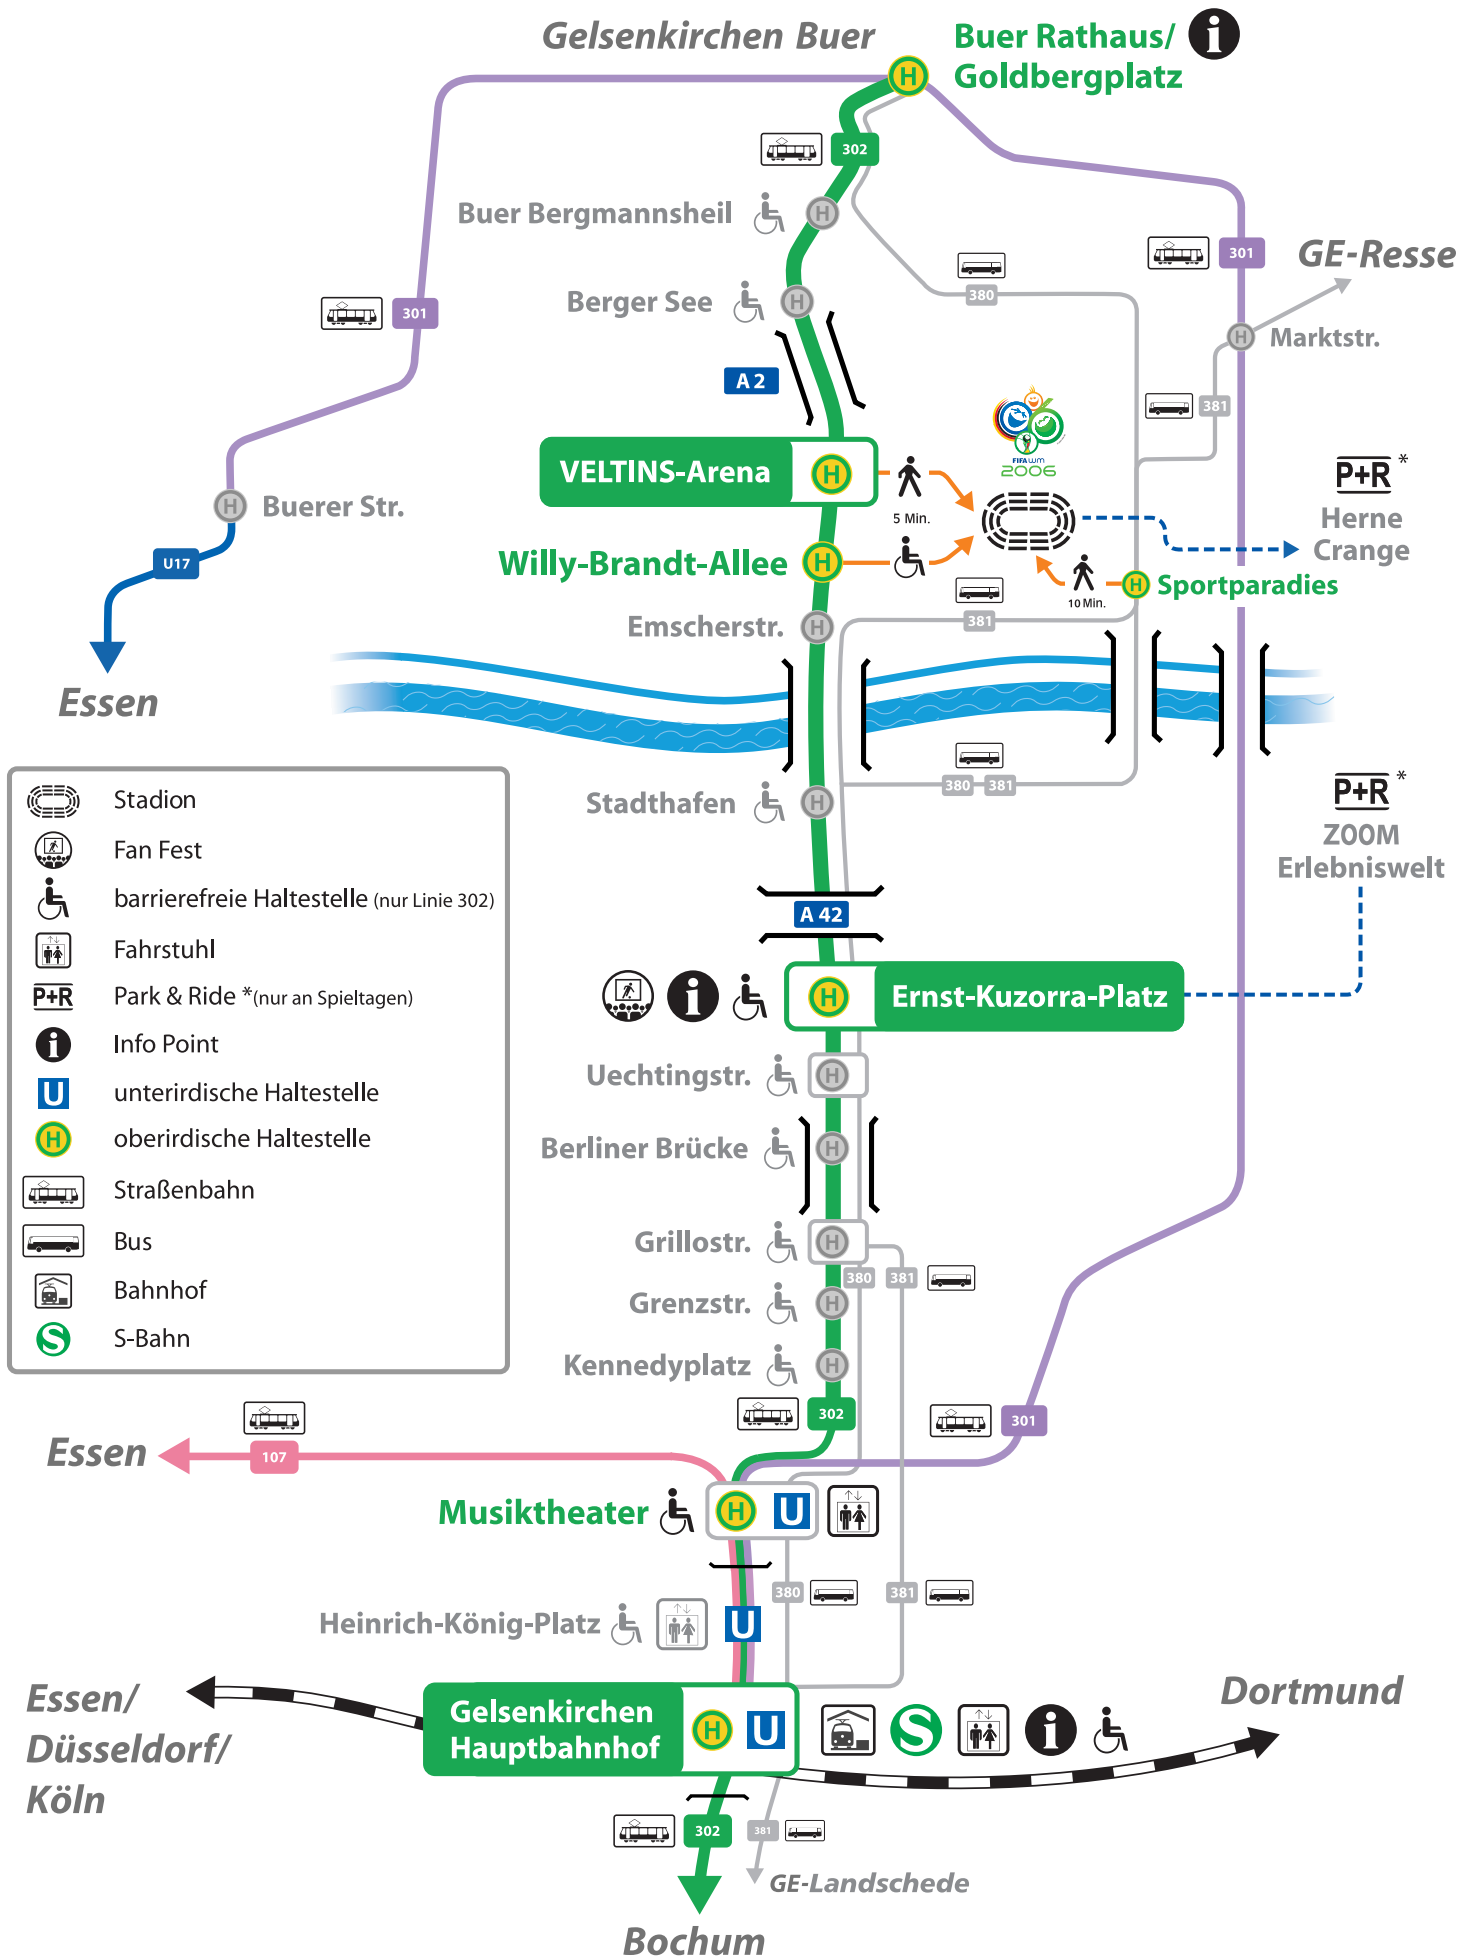 Gelsenkirchen Buer
Buer Rathaus/
Goldbergplatz
i
H
302
Buer Bergmannsheil
H
301
GE-Resse
380
Berger See
H
301
H
Marktstr.
A 2
381
FIFA WM
2006
VELTINS-Arena
H
P+R *
Herne
Crange
Buerer Str.
H
5 Min.
U17
Willy-Brandt-Allee
H
10 Min.
H
Sportparadies
Emscherstr.
H
381
Essen
380
381
Stadthafen
H
P+R *
ZOOM
Erlebniswelt
A 42
i
H
Ernst-Kuzorra-Platz
Uechtingstr.
H
Berliner Brücke
H
Grillostr.
H
380
381
Grenzstr.
H
Kennedyplatz
H
302
301
Stadion
Fan Fest
barrierefreie Haltestelle (nur Linie 302)
Fahrstuhl
P+R
Park & Ride *(nur an Spieltagen)
i
Info Point
U
unterirdische Haltestelle
H
oberirdische Haltestelle
Straßenbahn
Bus
Bahnhof
S
S-Bahn
Essen
107
Musiktheater
H
U
380
381
Heinrich-König-Platz
U
Essen/
Düsseldorf/
Köln
Gelsenkirchen
Hauptbahnhof
H
U
S
i
Dortmund
302
381
GE-Landschede
Bochum